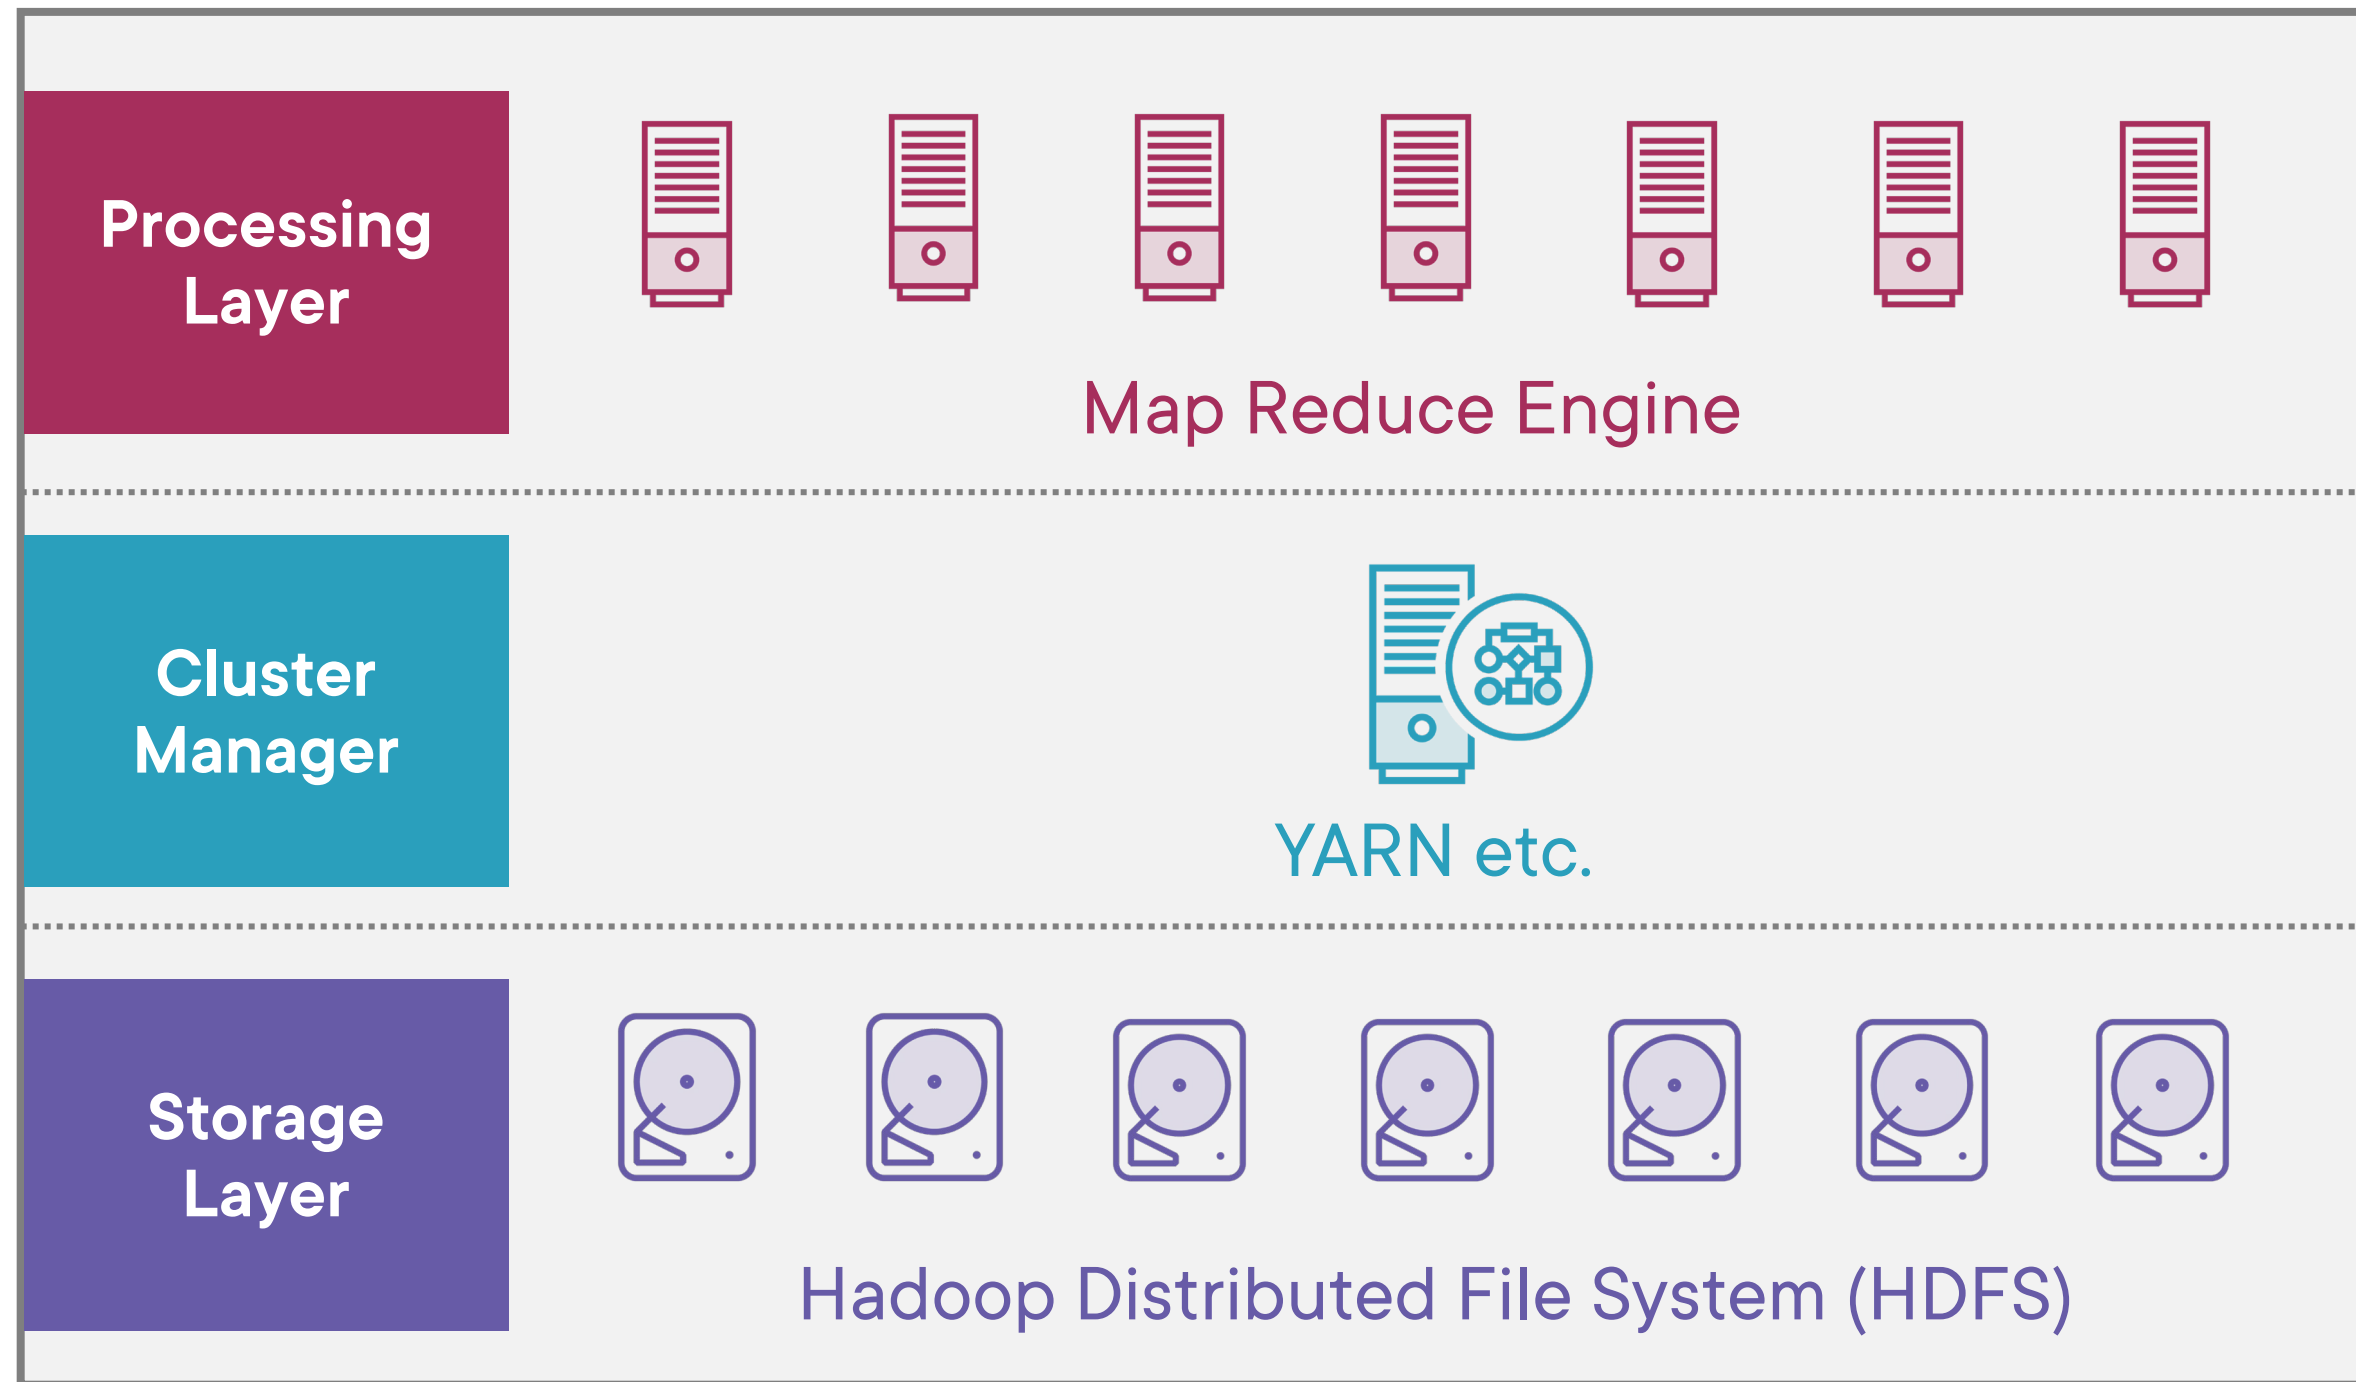 Processing
Layer
Map Reduce Engine
Cluster
Manager
YARN etc.
Storage
Layer
Hadoop Distributed File System (HDFS)